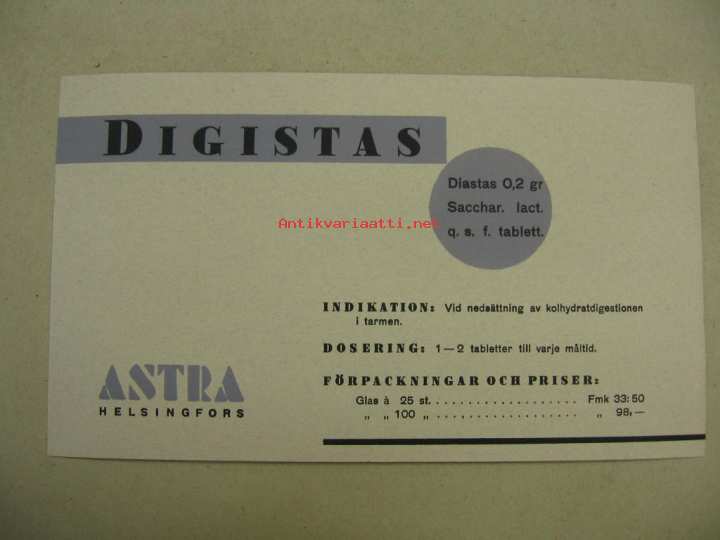 DIGISTAS
Diastas 0,2 gr
Sacchar. lact.
q. s. f. tablett.
Antikvariaatti.net
INDIKATION: Vid nedsättning av kolhydratdigestionen
i tarmen.
DOSERING: 1—2 tabletter till varje måltid.
FÖRPACKNINGAR OCH PRISER:
Glas à 25 st. . . . . . . . . . . . . . . . . . . . Fmk 33:50
„ „ 100 „ . . . . . . . . . . . . . . . . . . . „ 98,—
ASTRA
HELSINGFORS